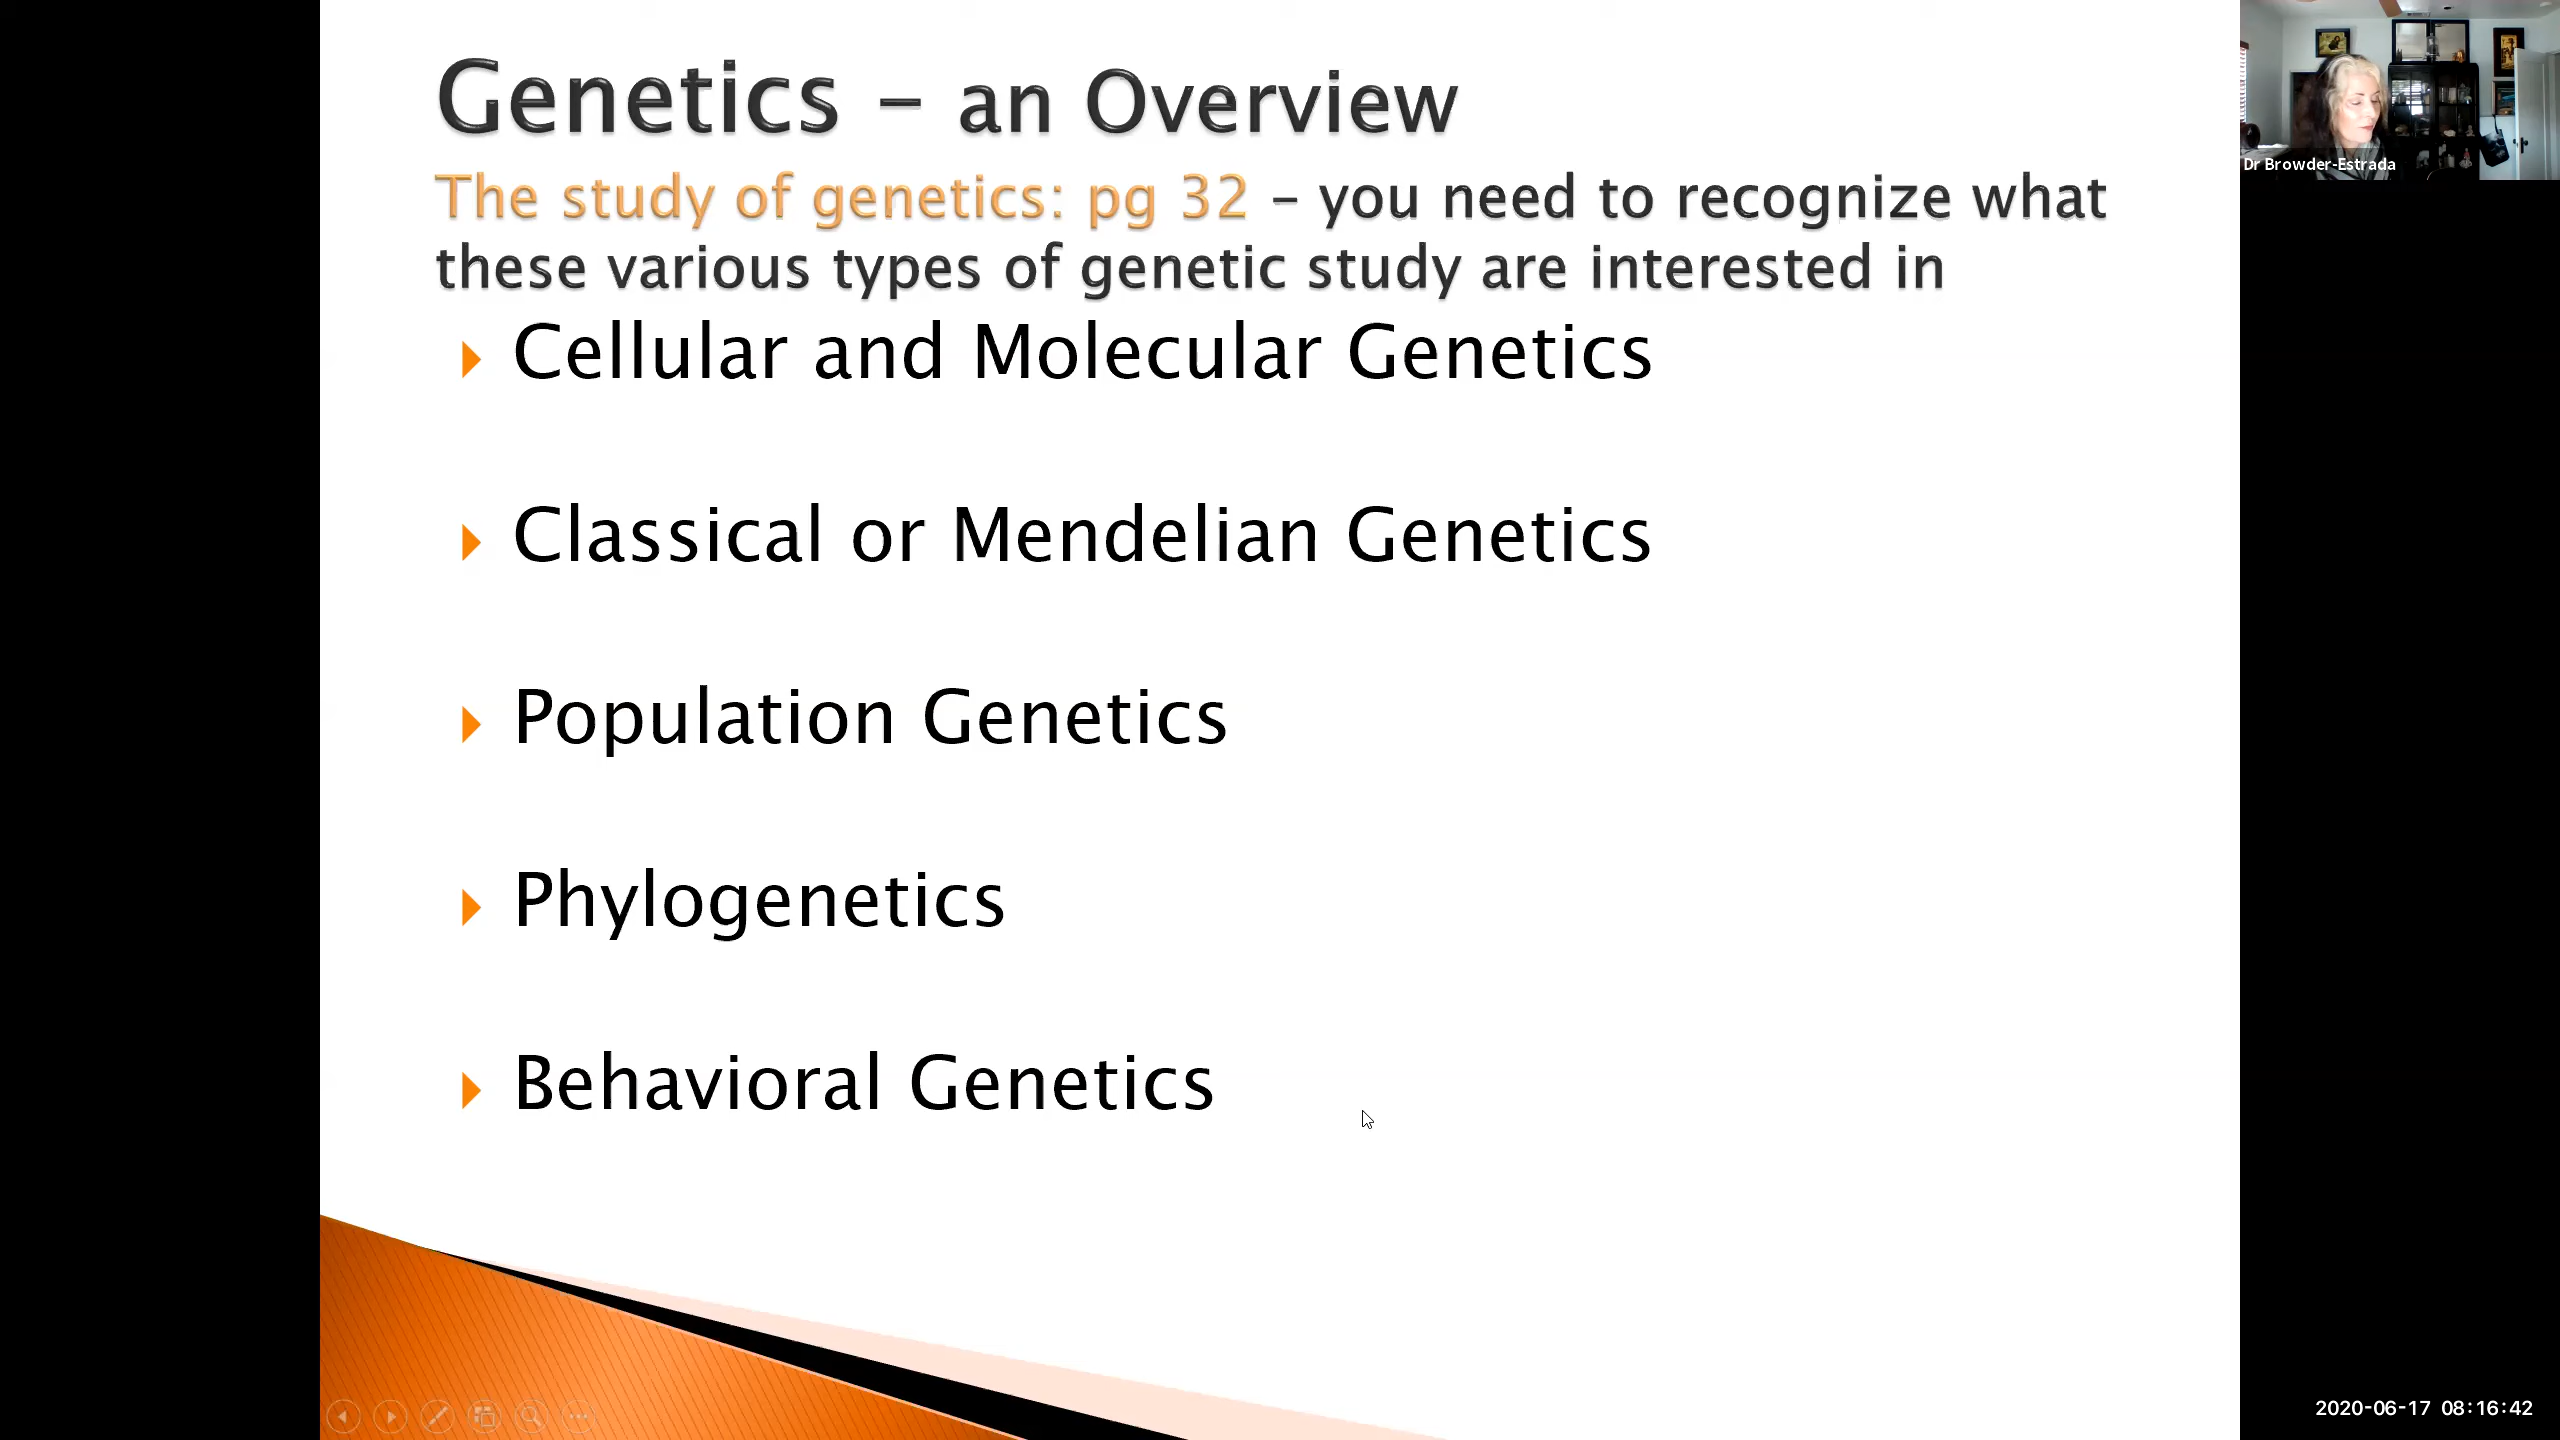 Genetics - an Overview
The study of genetics: pg 32 - you need to recognize what
these various types of genetic study are interested in
Cellular and Molecular Genetics
Classical or Mendelian Genetics
Population Genetics
Phylogenetics
Behavioral Genetics
Dr Browder-Estrada
2020-06-17 08:16:42